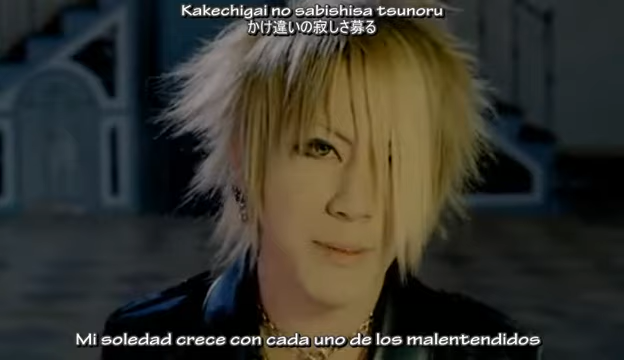 Kakechigai no sabishisa tsunoru
かけ違いの寂しさ募る
Mi soledad crece con cada uno de los malentendidos